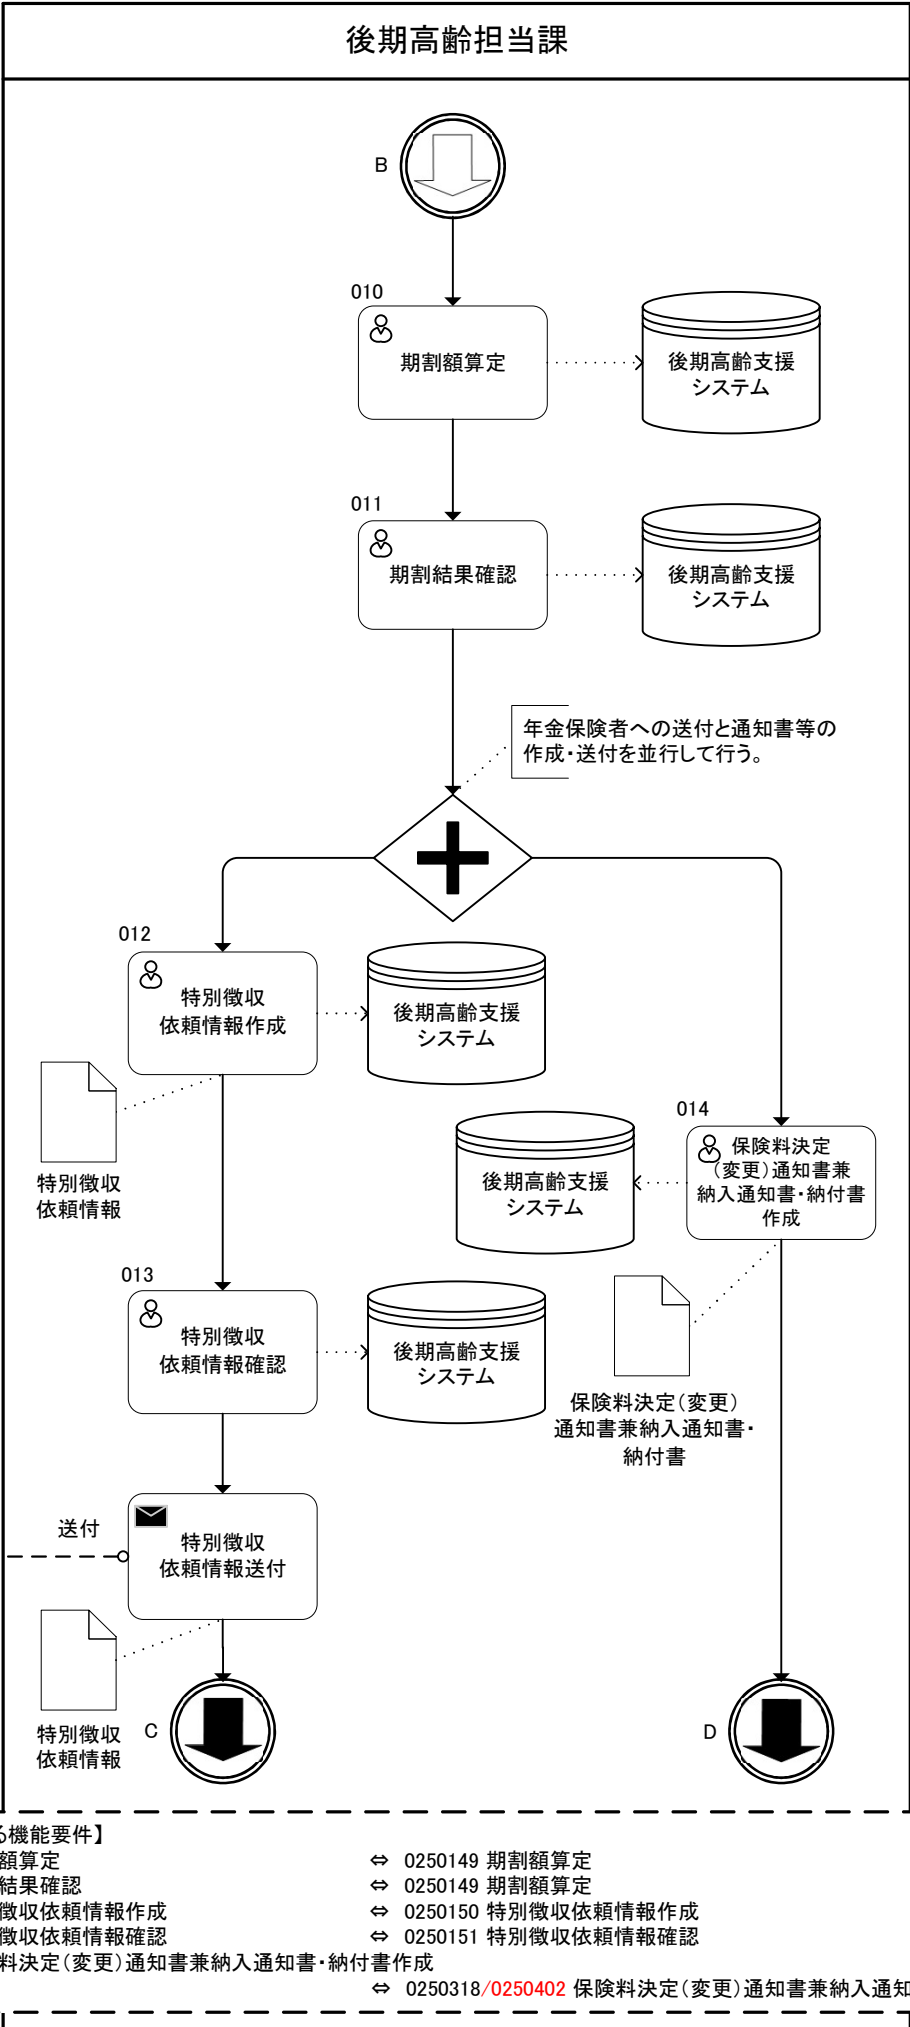 後期高齢担当課
B
010
期割額算定
後期高齢支援
システム
011
期割結果確認
後期高齢支援
システム
年金保険者への送付と通知書等の
作成・送付を並行して行う。
012
特別徴収
依頼情報作成
後期高齢支援
システム
特別徴収
依頼情報
014
保険料決定
(変更)通知書兼
納入通知書・納付書
作成
後期高齢支援
システム
013
特別徴収
依頼情報確認
後期高齢支援
システム
保険料決定(変更)
通知書兼納入通知書・
納付書
送付
特別徴収
依頼情報送付
特別徴収
依頼情報
C
D
る機能要件】
額算定 ⇔ 0250149 期割額算定
結果確認 ⇔ 0250149 期割額算定
徴収依頼情報作成 ⇔ 0250150 特別徴収依頼情報作成
徴収依頼情報確認 ⇔ 0250151 特別徴収依頼情報確認
料決定(変更)通知書兼納入通知書・納付書作成
⇔ 0250318/0250402 保険料決定(変更)通知書兼納入通知